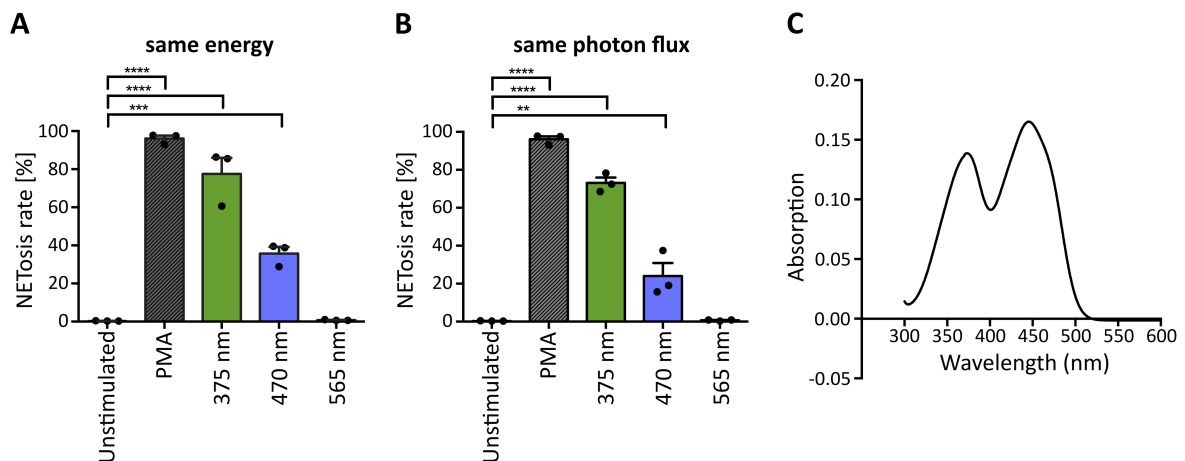 A
same energy
****
****
***
NETosis rate [%]
100
80
60
40
20
0
Unstimulated
PMA
375 nm
470 nm
565 nm
B
same photon flux
****
****
**
NETosis rate [%]
100
80
60
40
20
0
Unstimulated
PMA
375 nm
470 nm
565 nm
C
Absorption
0.20
0.15
0.10
0.05
0.00
-0.05
300 350 400 450 500 550 600
Wavelength (nm)